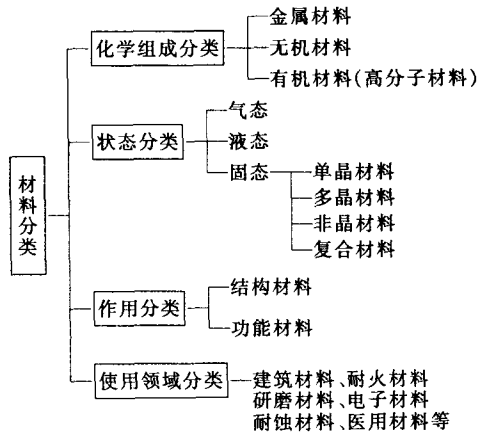 材料分类
化学组成分类
金属材料
无机材料
有机材料(高分子材料)
状态分类
气态
液态
固态
单晶材料
多晶材料
非晶材料
复合材料
作用分类
结构材料
功能材料
使用领域分类
建筑材料、耐火材料
研磨材料、电子材料
耐蚀材料、医用材料等